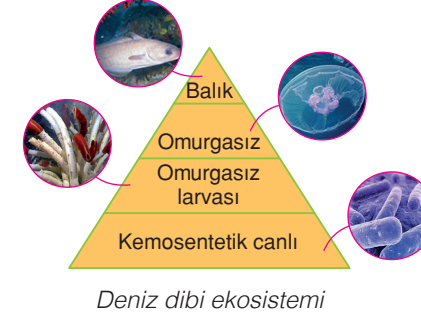 Balık
Omurgasız
Omurgasız
larvası
Kemosentetik canlı
Deniz dibi ekosistemi